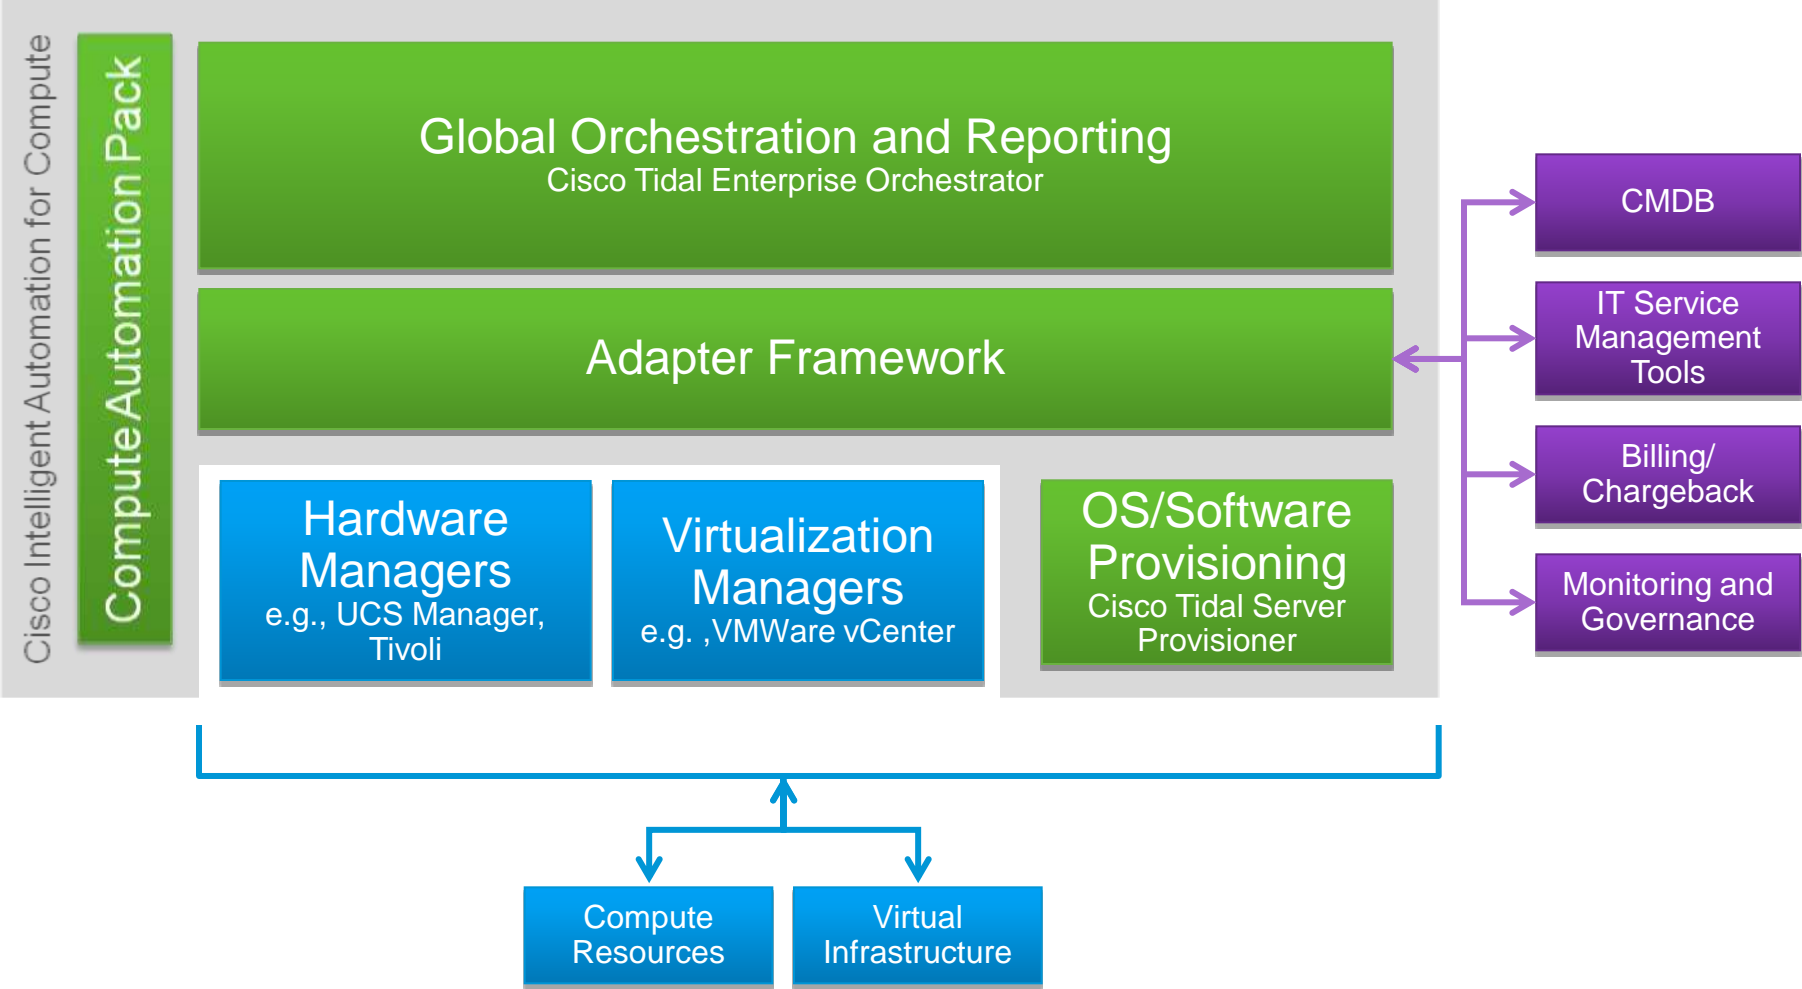 Cisco Intelligent Automation for Compute
Compute Automation Pack
Global Orchestration and Reporting
Cisco Tidal Enterprise Orchestrator
Adapter Framework
Hardware
Managers
e.g., UCS Manager,
Tivoli
Virtualization
Managers
e.g. ,VMWare vCenter
OS/Software
Provisioning
Cisco Tidal Server
Provisioner
CMDB
IT Service
Management
Tools
Billing/
Chargeback
Monitoring and
Governance
Compute
Resources
Virtual
Infrastructure